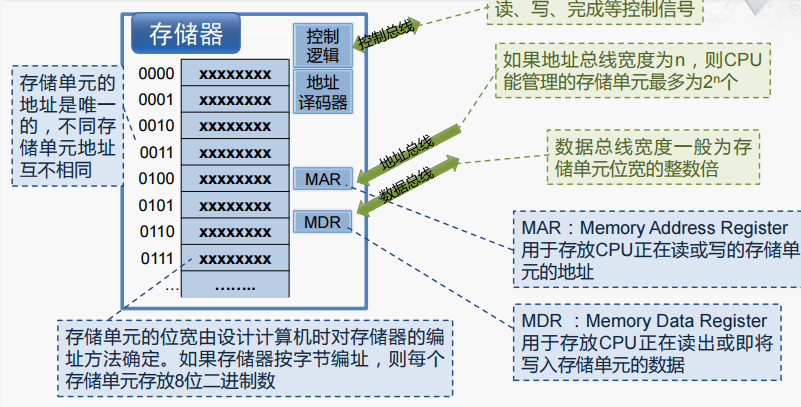 读、写、完成等控制信号
存储器
控制
逻辑
控制总线
地址
译码器
如果地址总线宽度为n，则CPU
能管理的存储单元最多为2ⁿ个
存储单元的
地址是唯一
的，不同存
储单元地址
互不相同
0000 xxxxxxxx
0001 xxxxxxxx
0010 xxxxxxxx
0011 xxxxxxxx
0100 xxxxxxxx
0101 xxxxxxxx
0110 xxxxxxxx
0111 xxxxxxxx
... ........
地址总线
数据总线
MAR
MDR
数据总线宽度一般为存
储单元位宽的整数倍
MAR：Memory Address Register
用于存放CPU正在读或写的存储单
元的地址
MDR ：Memory Data Register
用于存放CPU正在读出或即将
写入存储单元的数据
存储单元的位宽由设计计算机时对存储器的编
址方法确定。如果存储器按字节编址，则每个
存储单元存放8位二进制数